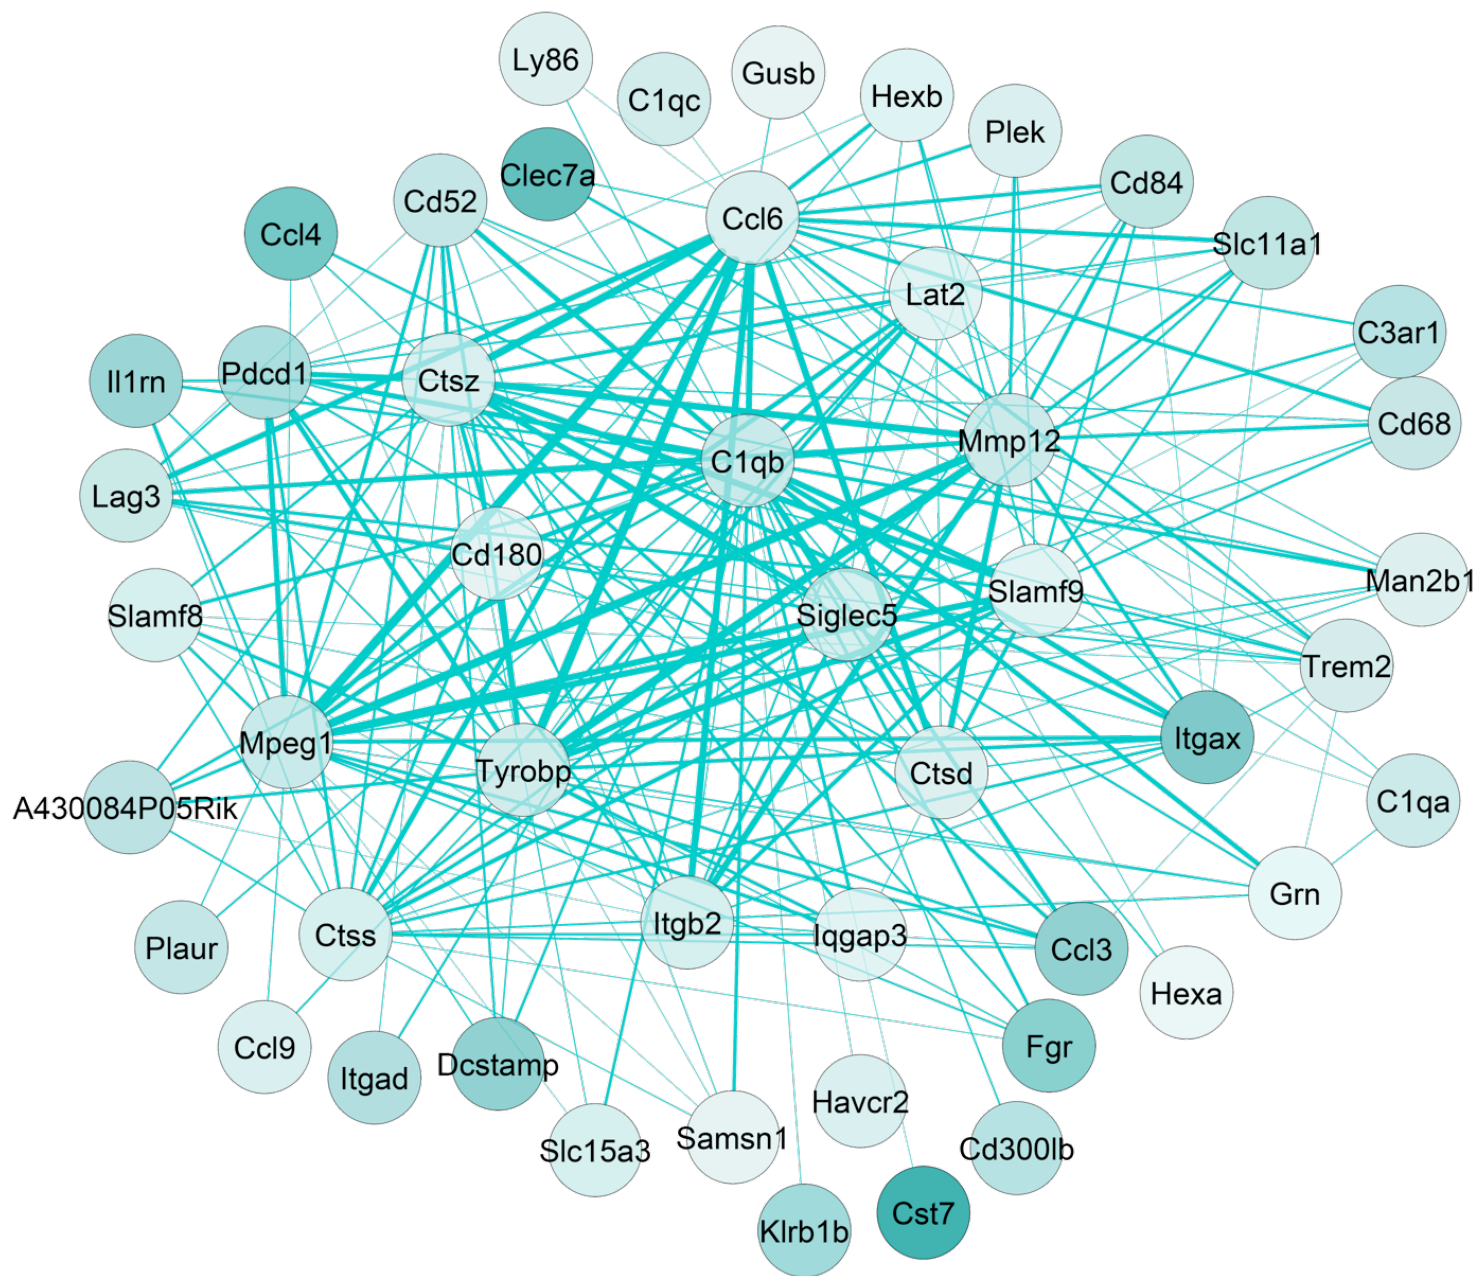 Ly86
Gusb
C1qc
Hexb
Plek
Clec7a
Cd84
Cd52
Ccl6
Ccl4
Slc11a1
Lat2
C3ar1
Pdcd1
Il1rn
Ctsz
Cd68
Mmp12
C1qb
Lag3
Cd180
Man2b1
Slamf9
Slamf8
Siglec5
Trem2
Itgax
Mpeg1
Tyrobp
Ctsd
C1qa
A430084P05Rik
Grn
Itgb2
Ctss
Iqgap3
Plaur
Ccl3
Hexa
Ccl9
Fgr
Dcstamp
Itgad
Havcr2
Samsn1
Slc15a3
Cd300lb
Cst7
Klrb1b